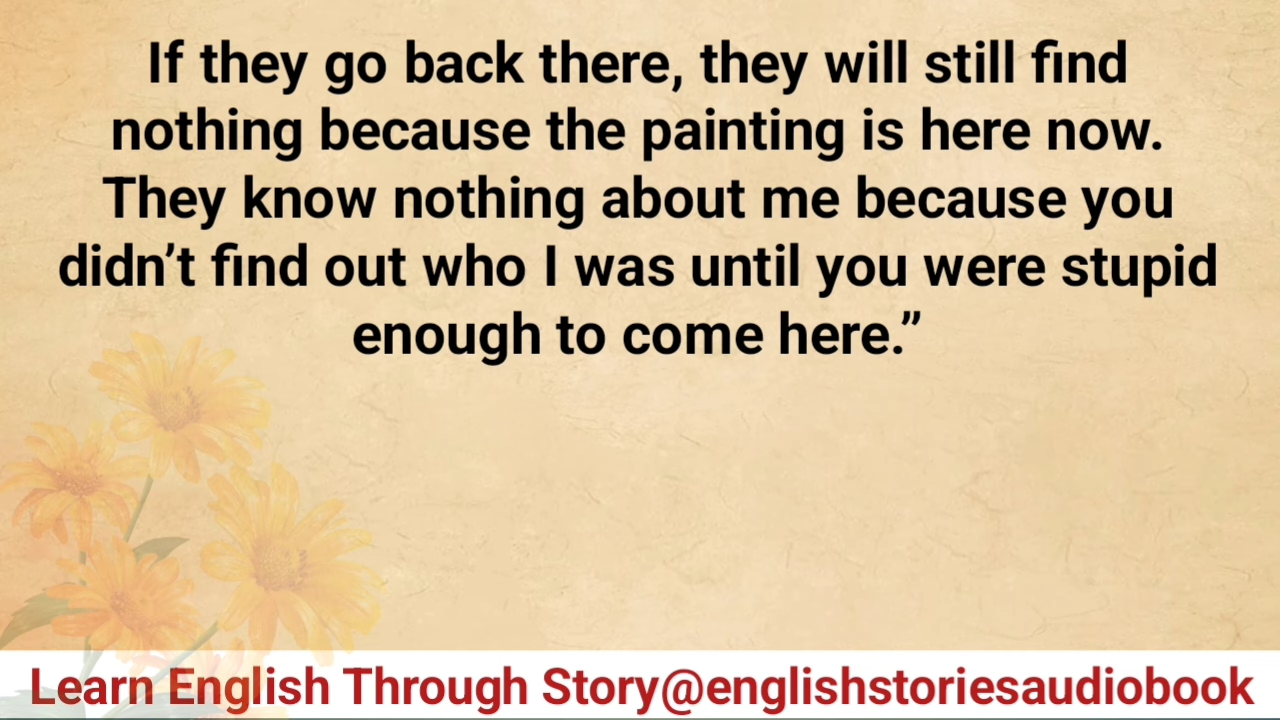 If they go back there, they will still find
nothing because the painting is here now.
They know nothing about me because you
didn’t find out who I was until you were stupid
enough to come here.”
Learn English Through Story@englishstoriesaudiobook